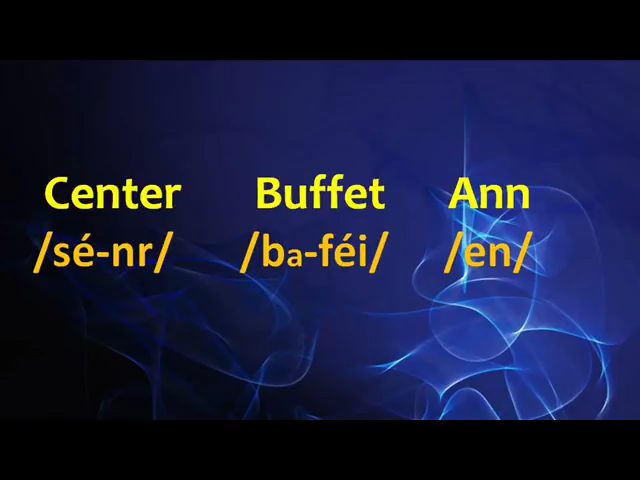 Center Buffet Ann
/sé-nr/ /ba-féi/ /en/